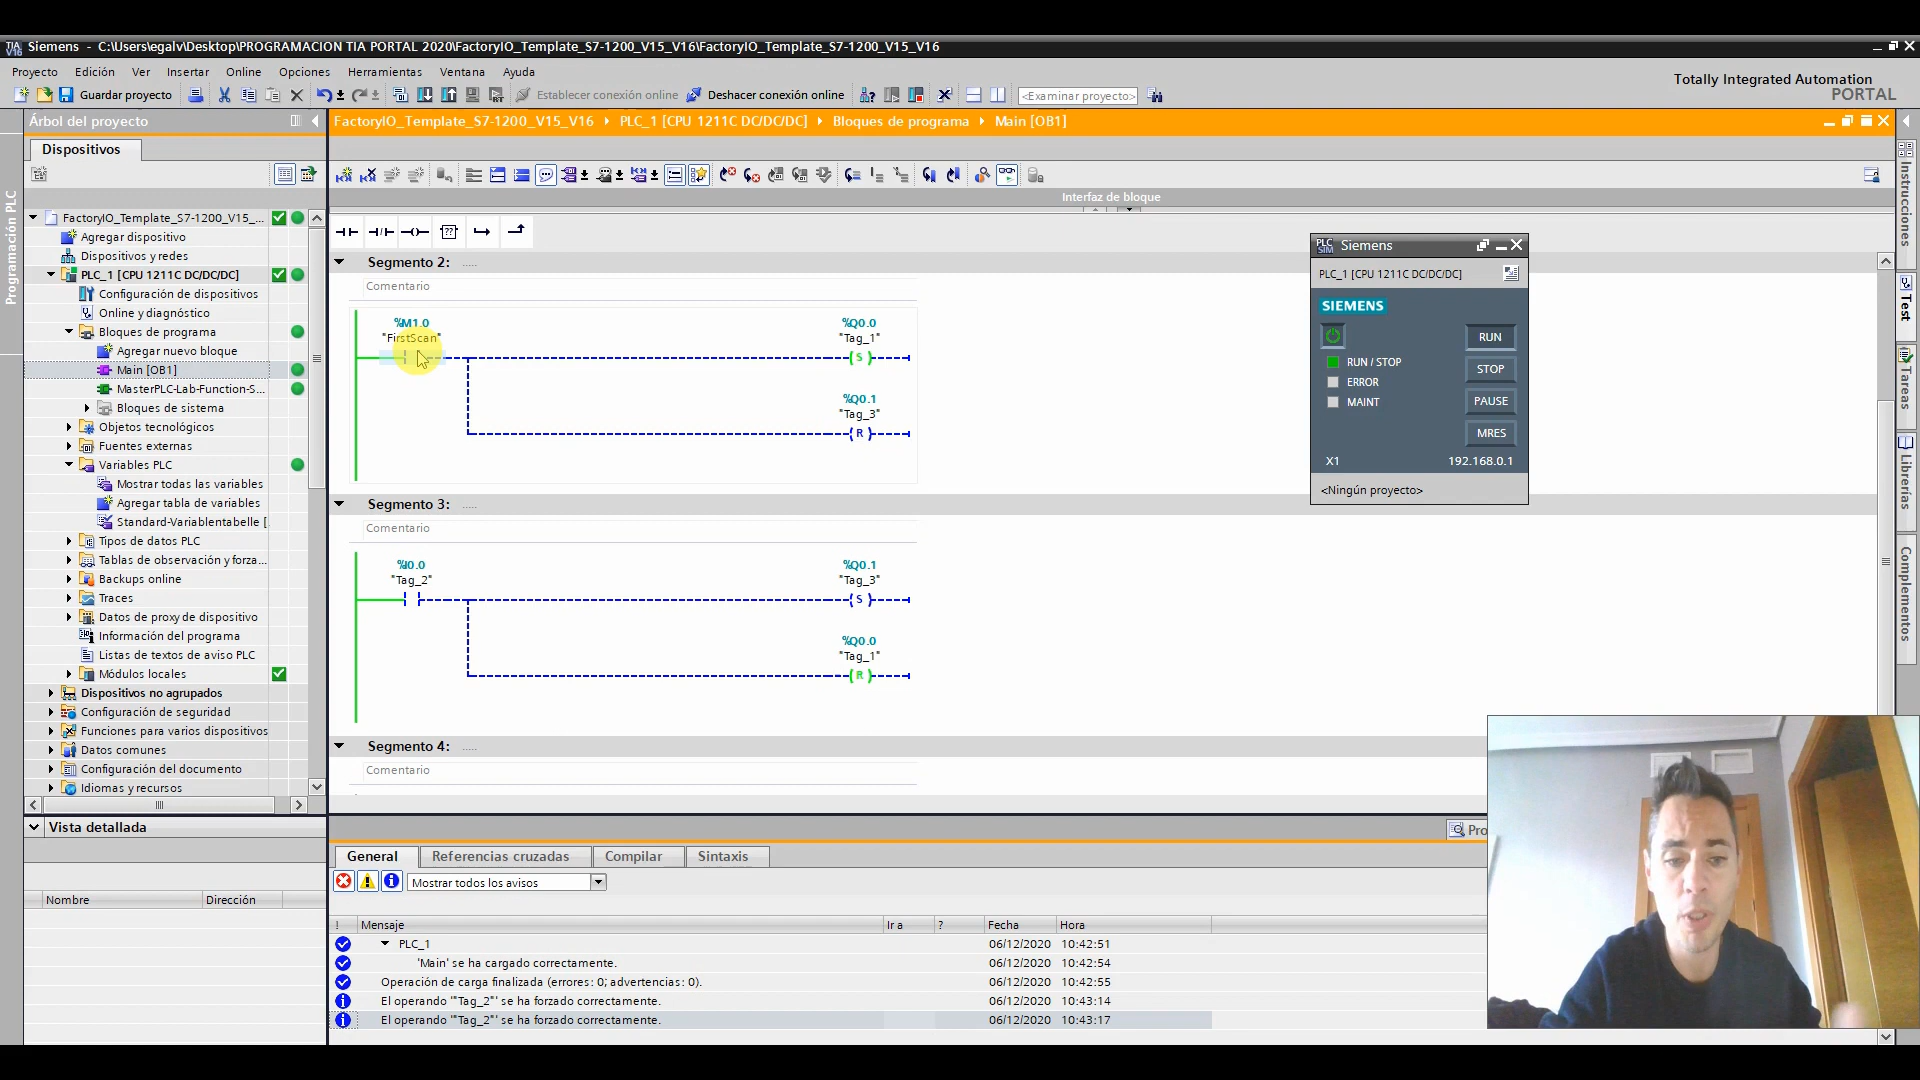 Siemens - C:\Users\egalv\Desktop\PROGRAMACION TIA PORTAL 2020\FactoryIO_Template_S7-1200_V15_V16\FactoryIO_Template_S7-1200_V15_V16
Proyecto Edición Ver Insertar Online Opciones Herramientas Ventana Ayuda
Totally Integrated Automation
PORTAL
Guardar proyecto Establecer conexión online Deshacer conexión online <Examinar proyecto>
Árbol del proyecto
FactoryIO_Template_S7-1200_V15_V16 PLC_1 [CPU 1211C DC/DC/DC] Bloques de programa Main [OB1]
Dispositivos
Programación PLC
FactoryIO_Template_S7-1200_V15_...
Agregar dispositivo
Dispositivos y redes
PLC_1 [CPU 1211C DC/DC/DC]
Configuración de dispositivos
Online y diagnóstico
Bloques de programa
Agregar nuevo bloque
Main [OB1]
MasterPLC-Lab-Function-S...
Bloques de sistema
Objetos tecnológicos
Fuentes externas
Variables PLC
Mostrar todas las variables
Agregar tabla de variables
Standard-Variablentabelle [
Tipos de datos PLC
Tablas de observación y forza...
Backups online
Traces
Datos de proxy de dispositivo
Información del programa
Listas de textos de aviso PLC
Módulos locales
Dispositivos no agrupados
Configuración de seguridad
Funciones para varios dispositivos
Datos comunes
Configuración del documento
Idiomas y recursos
Vista detallada
Nombre Dirección
Interfaz de bloque
Segmento 2: .....
Comentario
%M1.0
"FirstScan"
%Q0.0
"Tag_1"
S
%Q0.1
"Tag_3"
R
Segmento 3: .....
Comentario
%I0.0
"Tag_2"
%Q0.1
"Tag_3"
S
%Q0.0
"Tag_1"
R
Segmento 4: .....
Comentario
PLC SIM Siemens
PLC_1 [CPU 1211C DC/DC/DC]
SIEMENS
RUN
RUN / STOP
STOP
ERROR
MAINT
PAUSE
MRES
X1 192.168.0.1
<Ningún proyecto>
Instrucciones
Test
Tareas
Librerías
Complementos
Pro
General Referencias cruzadas Compilar Sintaxis
Mostrar todos los avisos
! Mensaje Ir a ? Fecha Hora
PLC_1 06/12/2020 10:42:51
'Main' se ha cargado correctamente. 06/12/2020 10:42:54
Operación de carga finalizada (errores: 0; advertencias: 0). 06/12/2020 10:42:55
El operando '"Tag_2"' se ha forzado correctamente. 06/12/2020 10:43:14
El operando '"Tag_2"' se ha forzado correctamente. 06/12/2020 10:43:17